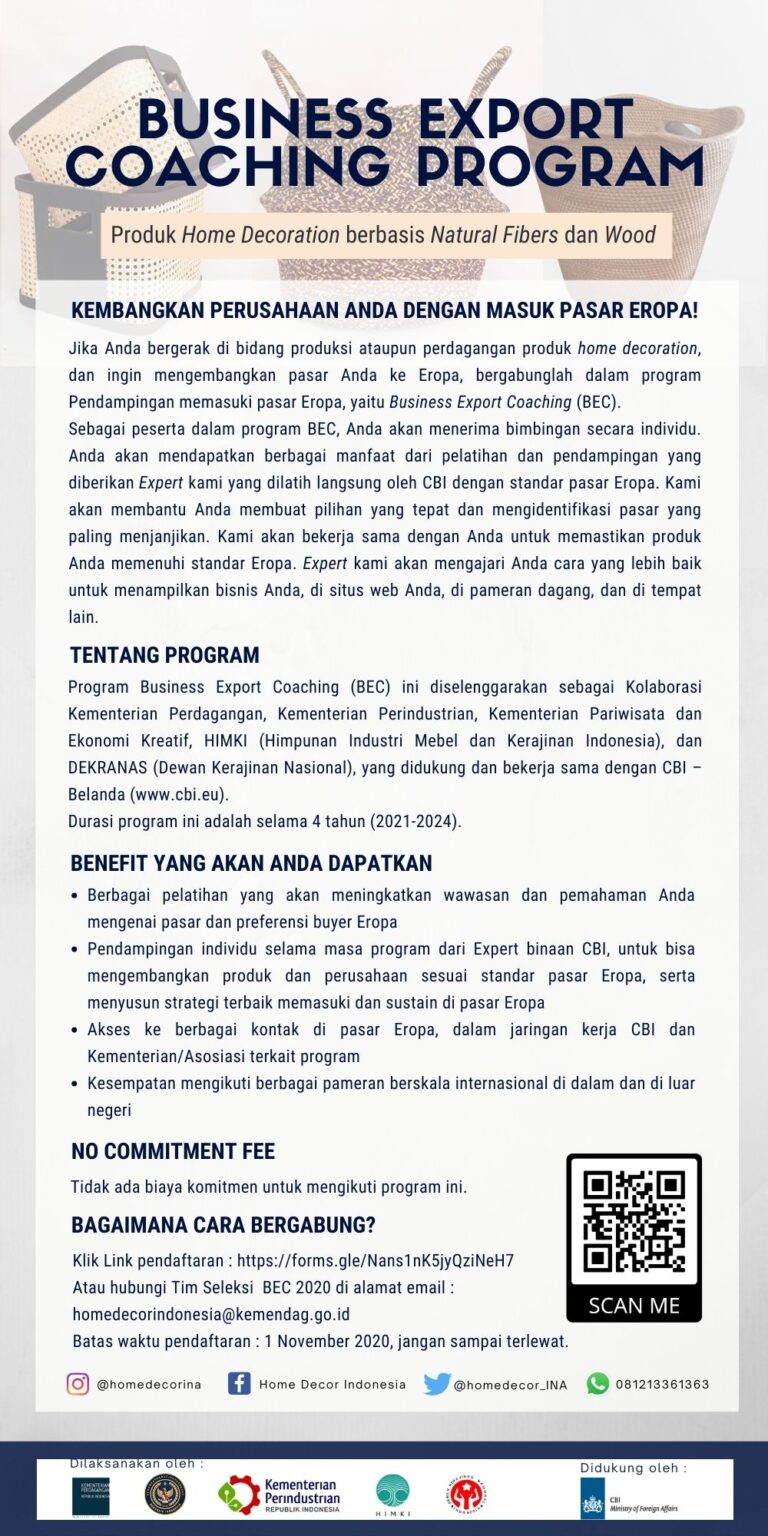 BUSINESS EXPORT
COACHING PROGRAM
Produk Home Decoration berbasis Natural Fibers dan Wood
KEMBANGKAN PERUSAHAAN ANDA DENGAN MASUK PASAR EROPA!
Jika Anda bergerak di bidang produksi ataupun perdagangan produk home decoration,
dan ingin mengembangkan pasar Anda ke Eropa, bergabunglah dalam program
Pendampingan memasuki pasar Eropa, yaitu Business Export Coaching (BEC).
Sebagai peserta dalam program BEC, Anda akan menerima bimbingan secara individu.
Anda akan mendapatkan berbagai manfaat dari pelatihan dan pendampingan yang
diberikan Expert kami yang dilatih langsung oleh CBI dengan standar pasar Eropa. Kami
akan membantu Anda membuat pilihan yang tepat dan mengidentifikasi pasar yang
paling menjanjikan. Kami akan bekerja sama dengan Anda untuk memastikan produk
Anda memenuhi standar Eropa. Expert kami akan mengajari Anda cara yang lebih baik
untuk menampilkan bisnis Anda, di situs web Anda, di pameran dagang, dan di tempat
lain.
TENTANG PROGRAM
Program Business Export Coaching (BEC) ini diselenggarakan sebagai Kolaborasi
Kementerian Perdagangan, Kementerian Perindustrian, Kementerian Pariwisata dan
Ekonomi Kreatif, HIMKI (Himpunan Industri Mebel dan Kerajinan Indonesia), dan
DEKRANAS (Dewan Kerajinan Nasional), yang didukung dan bekerja sama dengan CBI –
Belanda (www.cbi.eu).
Durasi program ini adalah selama 4 tahun (2021-2024).
BENEFIT YANG AKAN ANDA DAPATKAN
• Berbagai pelatihan yang akan meningkatkan wawasan dan pemahaman Anda
mengenai pasar dan preferensi buyer Eropa
• Pendampingan individu selama masa program dari Expert binaan CBI, untuk bisa
mengembangkan produk dan perusahaan sesuai standar pasar Eropa, serta
menyusun strategi terbaik memasuki dan sustain di pasar Eropa
• Akses ke berbagai kontak di pasar Eropa, dalam jaringan kerja CBI dan
Kementerian/Asosiasi terkait program
• Kesempatan mengikuti berbagai pameran berskala internasional di dalam dan di luar
negeri
NO COMMITMENT FEE
Tidak ada biaya komitmen untuk mengikuti program ini.
BAGAIMANA CARA BERGABUNG?
Klik Link pendaftaran : https://forms.gle/Nans1nK5jyQziNeH7
Atau hubungi Tim Seleksi BEC 2020 di alamat email :
homedecorindonesia@kemendag.go.id
Batas waktu pendaftaran : 1 November 2020, jangan sampai terlewat.
SCAN ME
@homedecorina Home Decor Indonesia @homedecor_INA 081213361363
Dilaksanakan oleh :
KEMENTERIAN
PERDAGANGAN
REPUBLIK INDONESIA
Kementerian
Perindustrian
REPUBLIK INDONESIA
HIMKI
Didukung oleh :
CBI
Ministry of Foreign Affairs